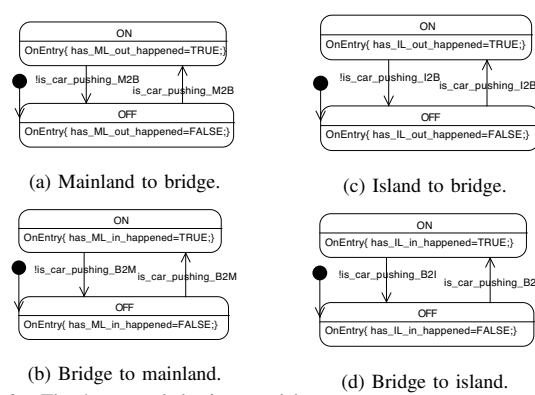 ON
OnEntry{ has_ML_out_happened=TRUE;}
!is_car_pushing_M2B
is_car_pushing_M2B
OFF
OnEntry{ has_ML_out_happened=FALSE;}
(a) Mainland to bridge.
ON
OnEntry{ has_IL_out_happened=TRUE;}
!is_car_pushing_I2B
is_car_pushing_I2B
OFF
OnEntry{ has_IL_out_happened=FALSE;}
(c) Island to bridge.
ON
OnEntry{ has_ML_in_happened=TRUE;}
!is_car_pushing_B2M
is_car_pushing_B2M
OFF
OnEntry{ has_ML_in_happened=FALSE;}
(b) Bridge to mainland.
ON
OnEntry{ has_IL_in_happened=TRUE;}
!is_car_pushing_B2I
is_car_pushing_B2
OFF
OnEntry{ has_IL_in_happened=FALSE;}
(d) Bridge to island.